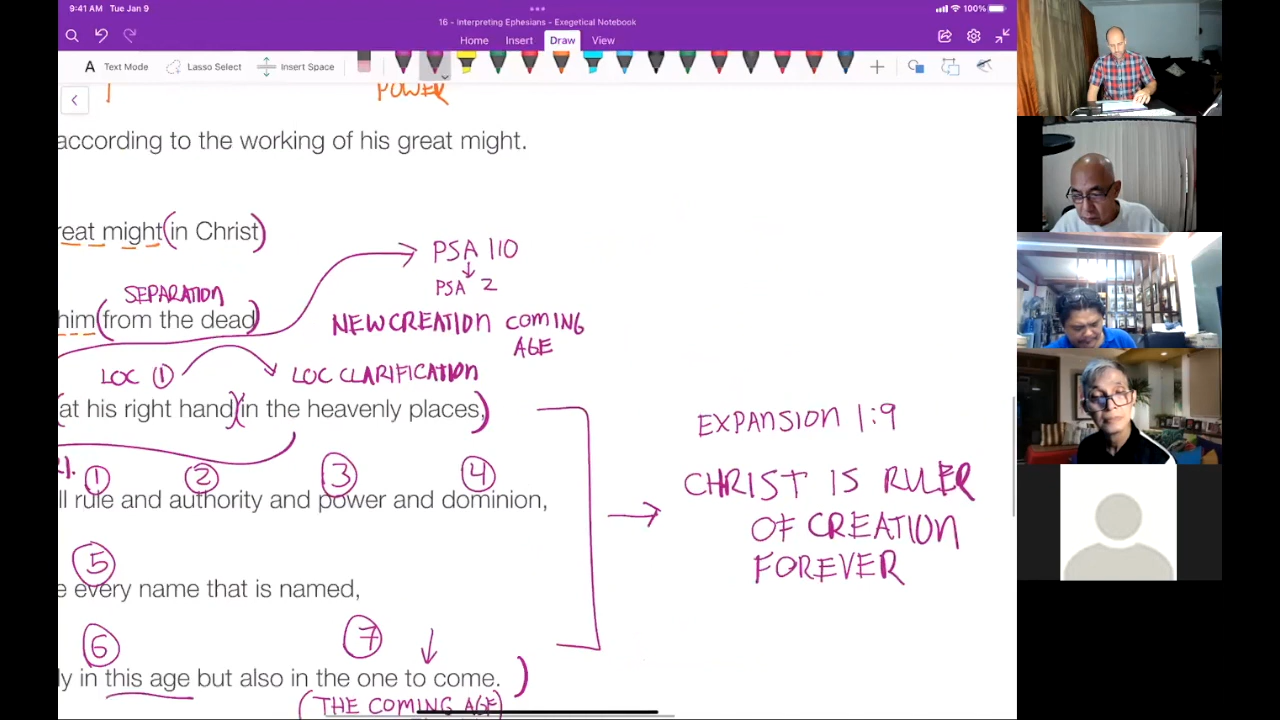 9:41 AM Tue Jan 9
100%
16 - Interpreting Ephesians - Exegetical Notebook
Home Insert Draw View
A Text Mode Lasso Select Insert Space
POWER
according to the working of his great might.
reat might (in Christ)
PSA 110
PSA 2
SEPARATION
him (from the dead)
NEW CREATION COMING
AGE
LOC ① LOC CLARIFICATION
(at his right hand)(in the heavenly places,)
EXPANSION 1:9
① ② ③ ④
ll rule and authority and power and dominion,
CHRIST IS RULER
OF CREATION
FOREVER
⑤
e every name that is named,
⑥ ⑦
ly in this age but also in the one to come. )
(THE COMING AGE)